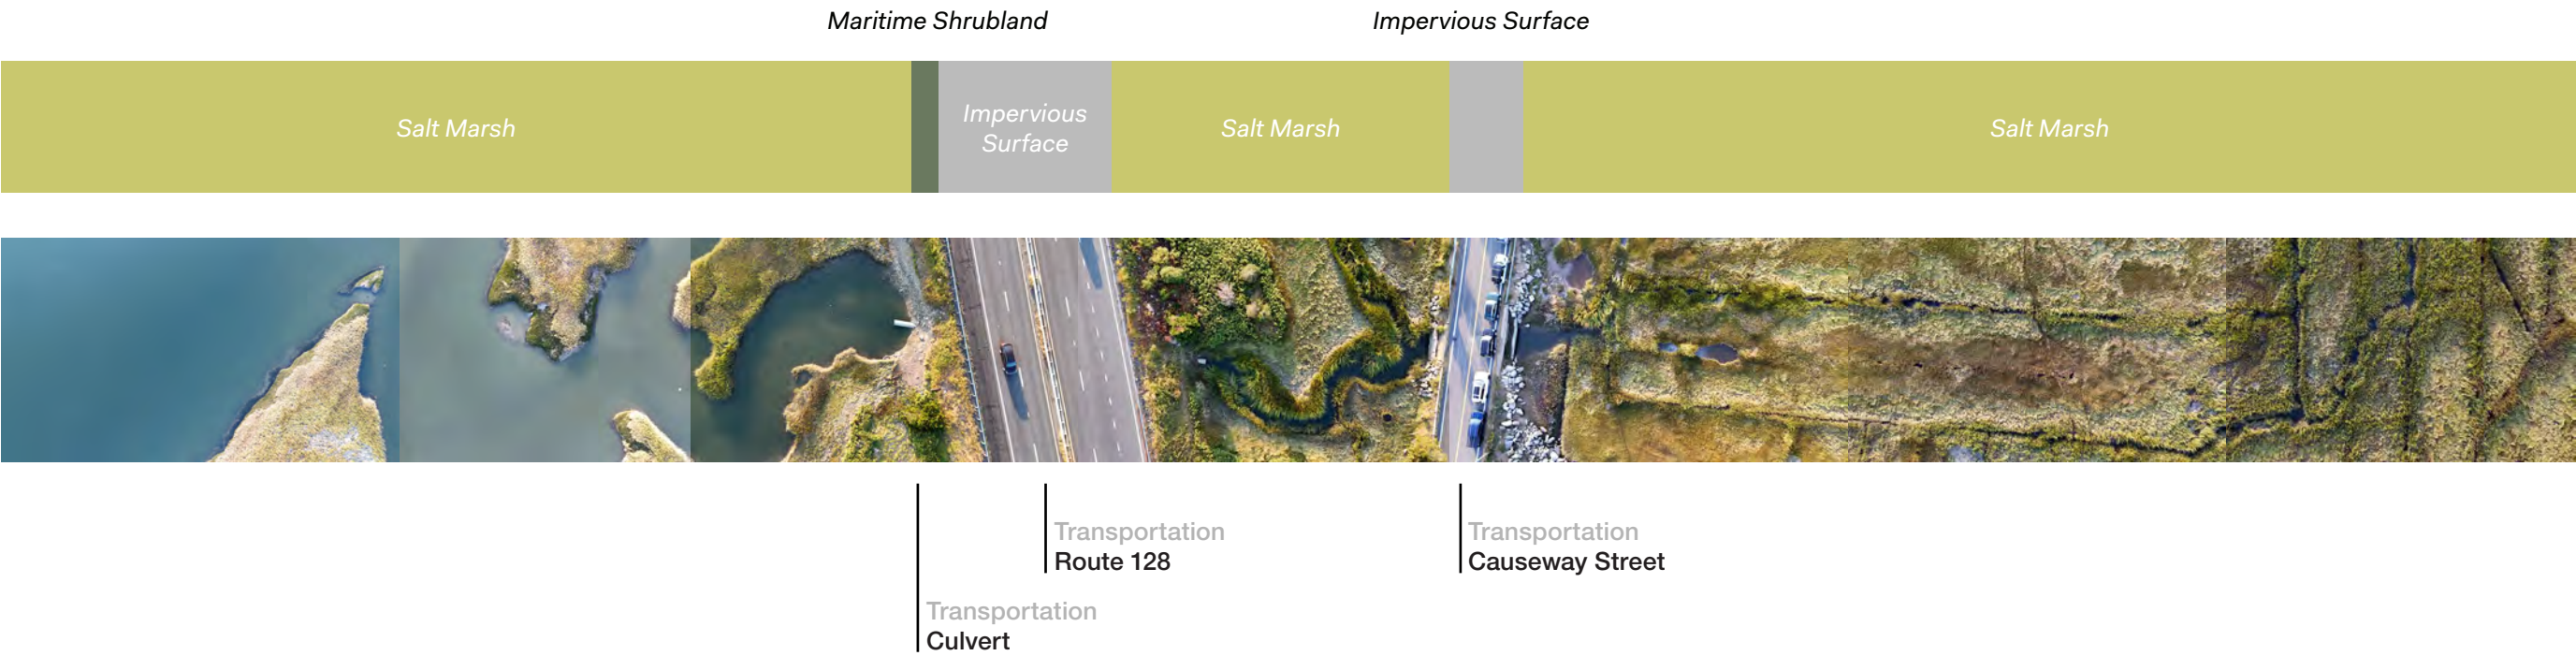 Maritime Shrubland
Impervious Surface
Salt Marsh
Impervious
Surface
Salt Marsh
Salt Marsh
Transportation
Route 128
Transportation
Causeway Street
Transportation
Culvert